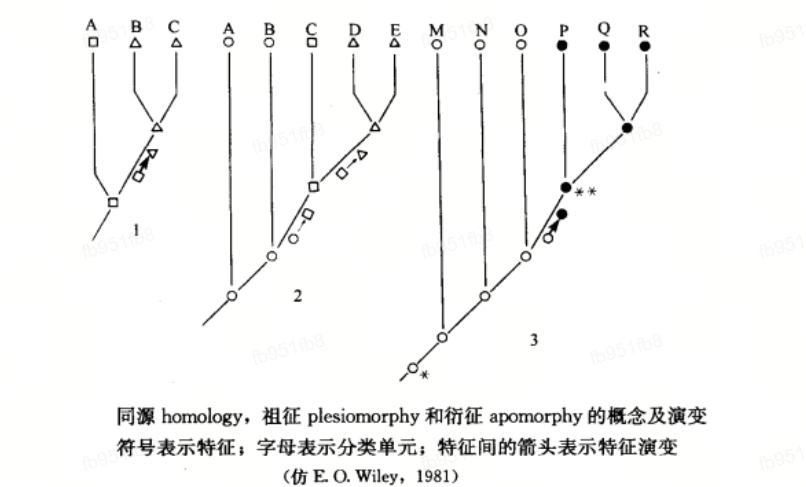 A B C A B C D E M N O P Q R
**
1
2
3
*
同源 homology，祖征 plesiomorphy 和衍征 apomorphy 的概念及演变
符号表示特征；字母表示分类单元；特征间的箭头表示特征演变
（仿 E. O. Wiley，1981）
fb951fb8